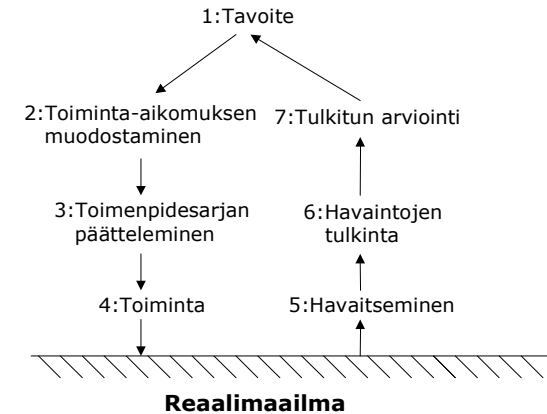 1:Tavoite
2:Toiminta-aikomuksen
muodostaminen
3:Toimenpidesarjan
päätteleminen
4:Toiminta
7:Tulkitun arviointi
6:Havaintojen
tulkinta
5:Havaitseminen
Reaalimaailma